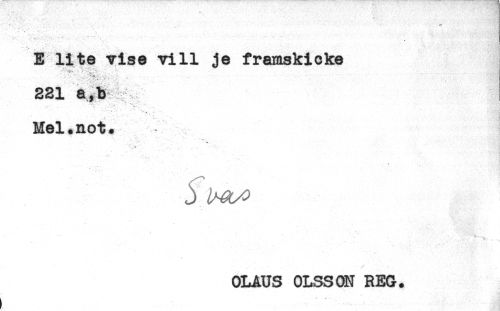 E lite vise vill je framskicke
221 a,b
Mel.not.
Svas
OLAUS OLSSON REG.